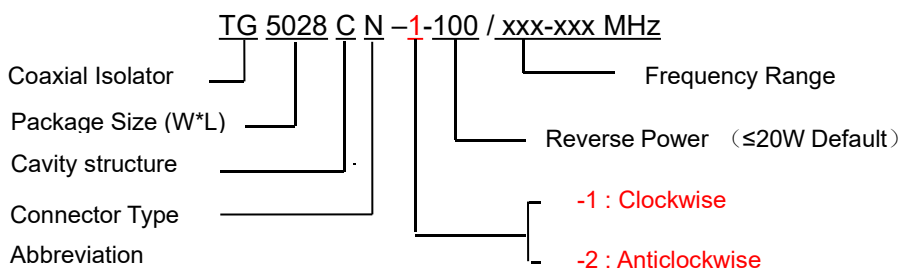 TG 5028 C N –1-100 / xxx-xxx MHz
Coaxial Isolator
Frequency Range
Package Size (W*L)
Reverse Power （≤20W Default）
Cavity structure
-1 : Clockwise
Connector Type
Abbreviation
-2 : Anticlockwise